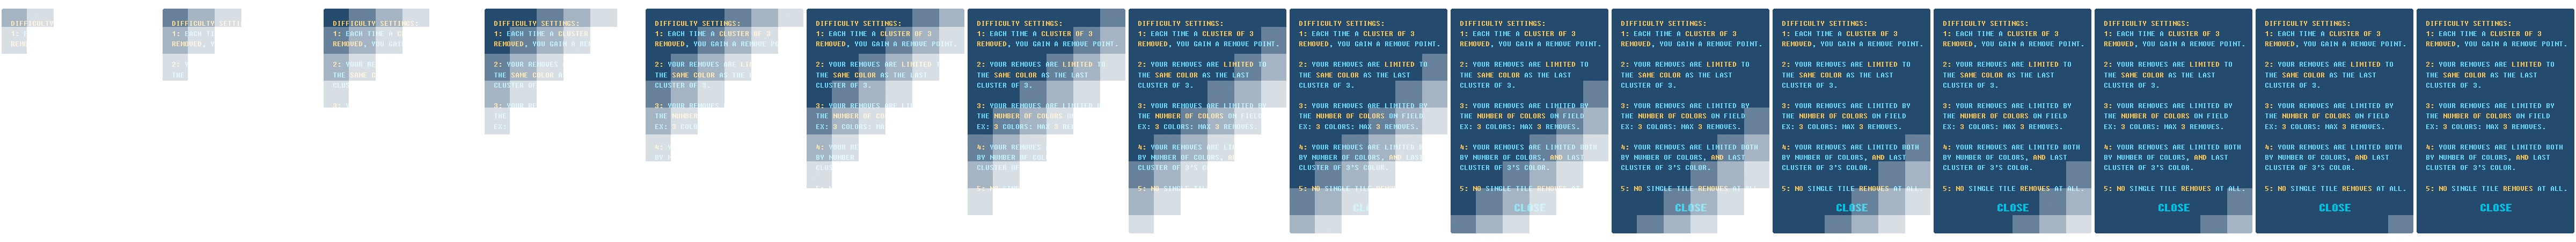 DIFFICULTY SETTINGS:
1: EACH TIME A CLUSTER OF 3
REMOVED, YOU GAIN A REMOVE POINT.
2: YOUR REMOVES ARE LIMITED TO
THE SAME COLOR AS THE LAST
CLUSTER OF 3.
3: YOUR REMOVES ARE LIMITED BY
THE NUMBER OF COLORS ON FIELD
EX: 3 COLORS: MAX 3 REMOVES.
4: YOUR REMOVES ARE LIMITED BOTH
BY NUMBER OF COLORS, AND LAST
CLUSTER OF 3'S COLOR.
5: NO SINGLE TILE REMOVES AT ALL.
CLOSE